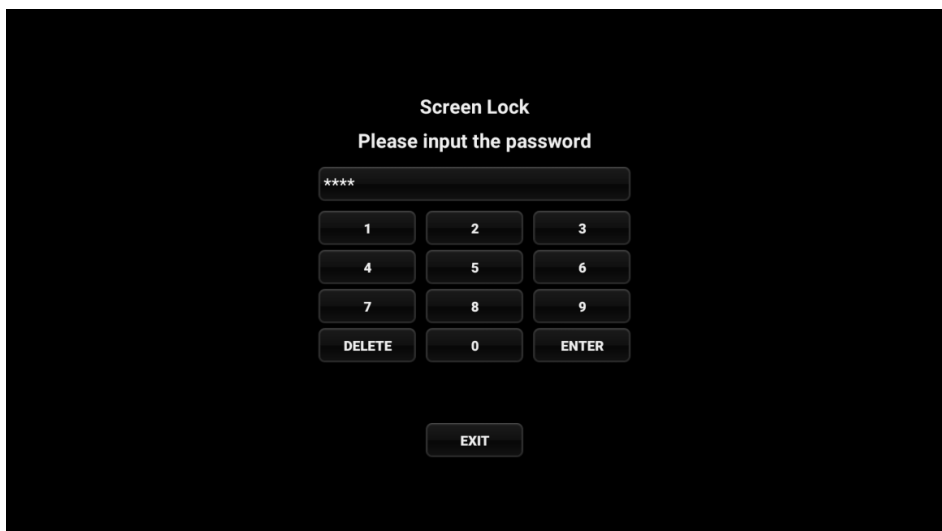 Screen Lock
Please input the password
****
1 2 3
4 5 6
7 8 9
DELETE 0 ENTER
EXIT